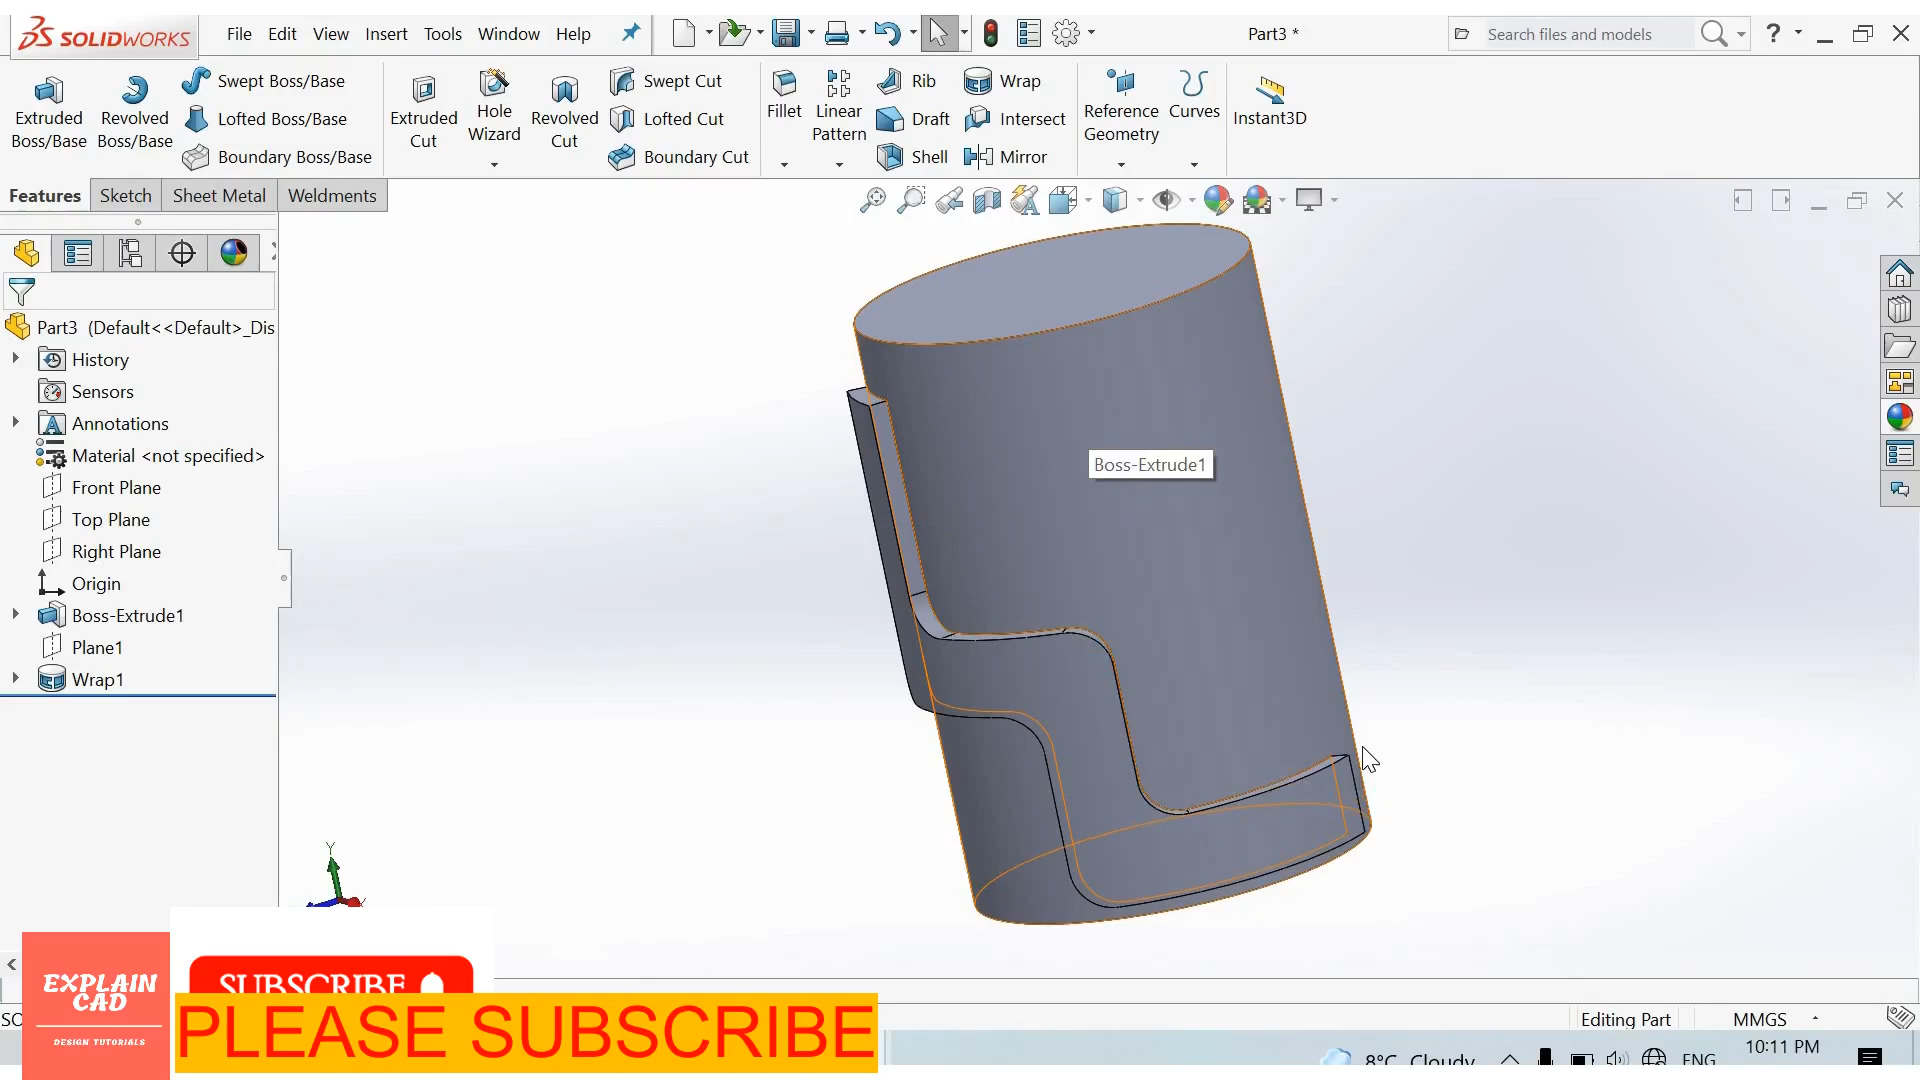 SOLIDWORKS File Edit View Insert Tools Window Help Part3 * Search files and models ?
Extruded Boss/Base
Revolved Boss/Base
Swept Boss/Base
Lofted Boss/Base
Boundary Boss/Base
Extruded Cut
Hole Wizard
Revolved Cut
Swept Cut
Lofted Cut
Boundary Cut
Fillet
Linear Pattern
Rib
Draft
Shell
Wrap
Intersect
Mirror
Reference Geometry
Curves
Instant3D
Features Sketch Sheet Metal Weldments
Part3 (Default<<Default>_Dis
History
Sensors
Annotations
Material <not specified>
Front Plane
Top Plane
Right Plane
Origin
Boss-Extrude1
Plane1
Wrap1
Boss-Extrude1
Y
EXPLAIN
CAD
DESIGN TUTORIALS
SUBSCRIBE
PLEASE SUBSCRIBE
Editing Part MMGS
8°C Cloudy ENG 10:11 PM